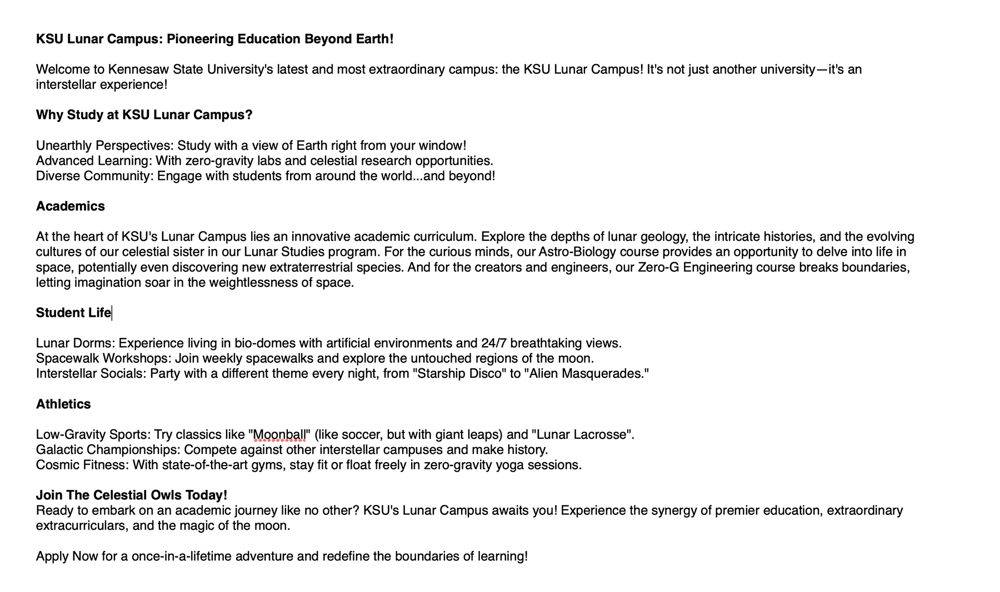 KSU Lunar Campus: Pioneering Education Beyond Earth!
Welcome to Kennesaw State University's latest and most extraordinary campus: the KSU Lunar Campus! It's not just another university—it's an
interstellar experience!
Why Study at KSU Lunar Campus?
Unearthly Perspectives: Study with a view of Earth right from your window!
Advanced Learning: With zero-gravity labs and celestial research opportunities.
Diverse Community: Engage with students from around the world...and beyond!
Academics
At the heart of KSU's Lunar Campus lies an innovative academic curriculum. Explore the depths of lunar geology, the intricate histories, and the evolving
cultures of our celestial sister in our Lunar Studies program. For the curious minds, our Astro-Biology course provides an opportunity to delve into life in
space, potentially even discovering new extraterrestrial species. And for the creators and engineers, our Zero-G Engineering course breaks boundaries,
letting imagination soar in the weightlessness of space.
Student Life
Lunar Dorms: Experience living in bio-domes with artificial environments and 24/7 breathtaking views.
Spacewalk Workshops: Join weekly spacewalks and explore the untouched regions of the moon.
Interstellar Socials: Party with a different theme every night, from "Starship Disco" to "Alien Masquerades."
Athletics
Low-Gravity Sports: Try classics like "Moonball" (like soccer, but with giant leaps) and "Lunar Lacrosse".
Galactic Championships: Compete against other interstellar campuses and make history.
Cosmic Fitness: With state-of-the-art gyms, stay fit or float freely in zero-gravity yoga sessions.
Join The Celestial Owls Today!
Ready to embark on an academic journey like no other? KSU's Lunar Campus awaits you! Experience the synergy of premier education, extraordinary
extracurriculars, and the magic of the moon.
Apply Now for a once-in-a-lifetime adventure and redefine the boundaries of learning!